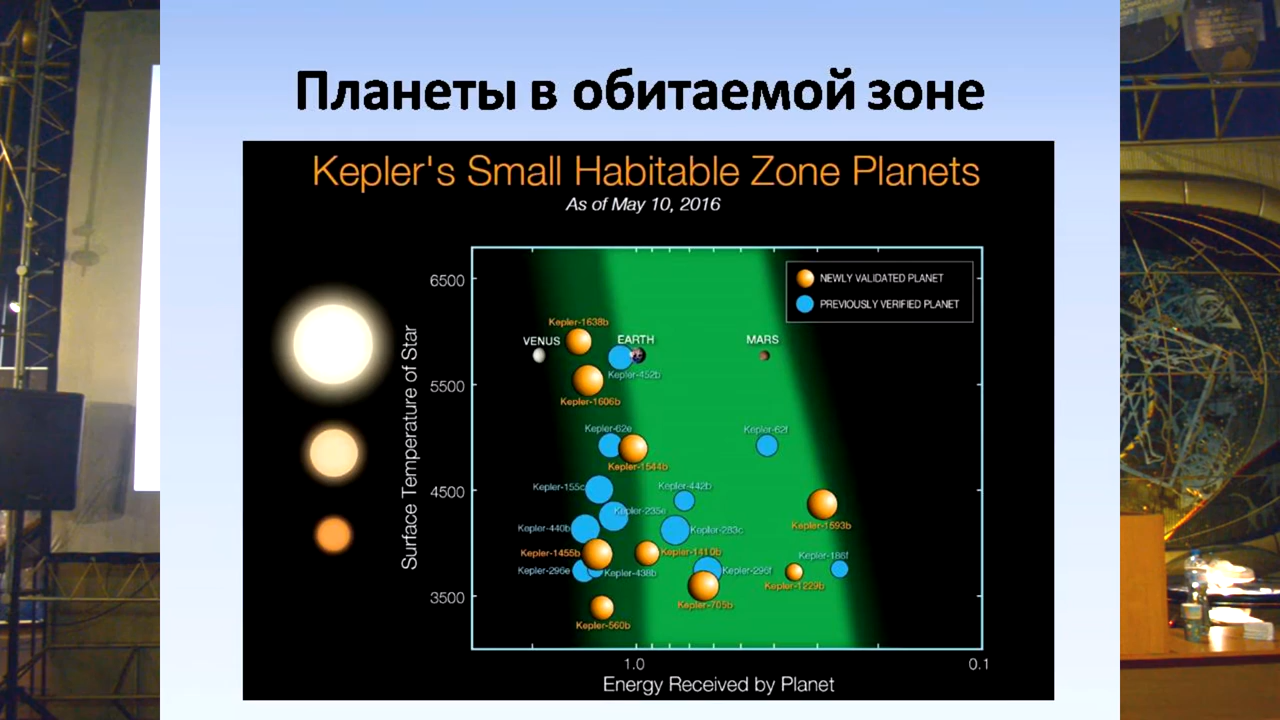 Планеты в обитаемой зоне
Kepler's Small Habitable Zone Planets
As of May 10, 2016
6500
NEWLY VALIDATED PLANET
PREVIOUSLY VERIFIED PLANET
Kepler-1638b
VENUS
EARTH
MARS
Kepler-452b
5500
Kepler-1606b
Kepler-62e
Kepler-62f
Kepler-1544b
Surface Temperature of Star
4500
Kepler-155c
Kepler-442b
Kepler-235e
Kepler-1593b
Kepler-440b
Kepler-283c
Kepler-1455b
Kepler-1410b
Kepler-186f
Kepler-296e
Kepler-438b
Kepler-296f
Kepler-1229b
3500
Kepler-705b
Kepler-560b
1.0
0.1
Energy Received by Planet